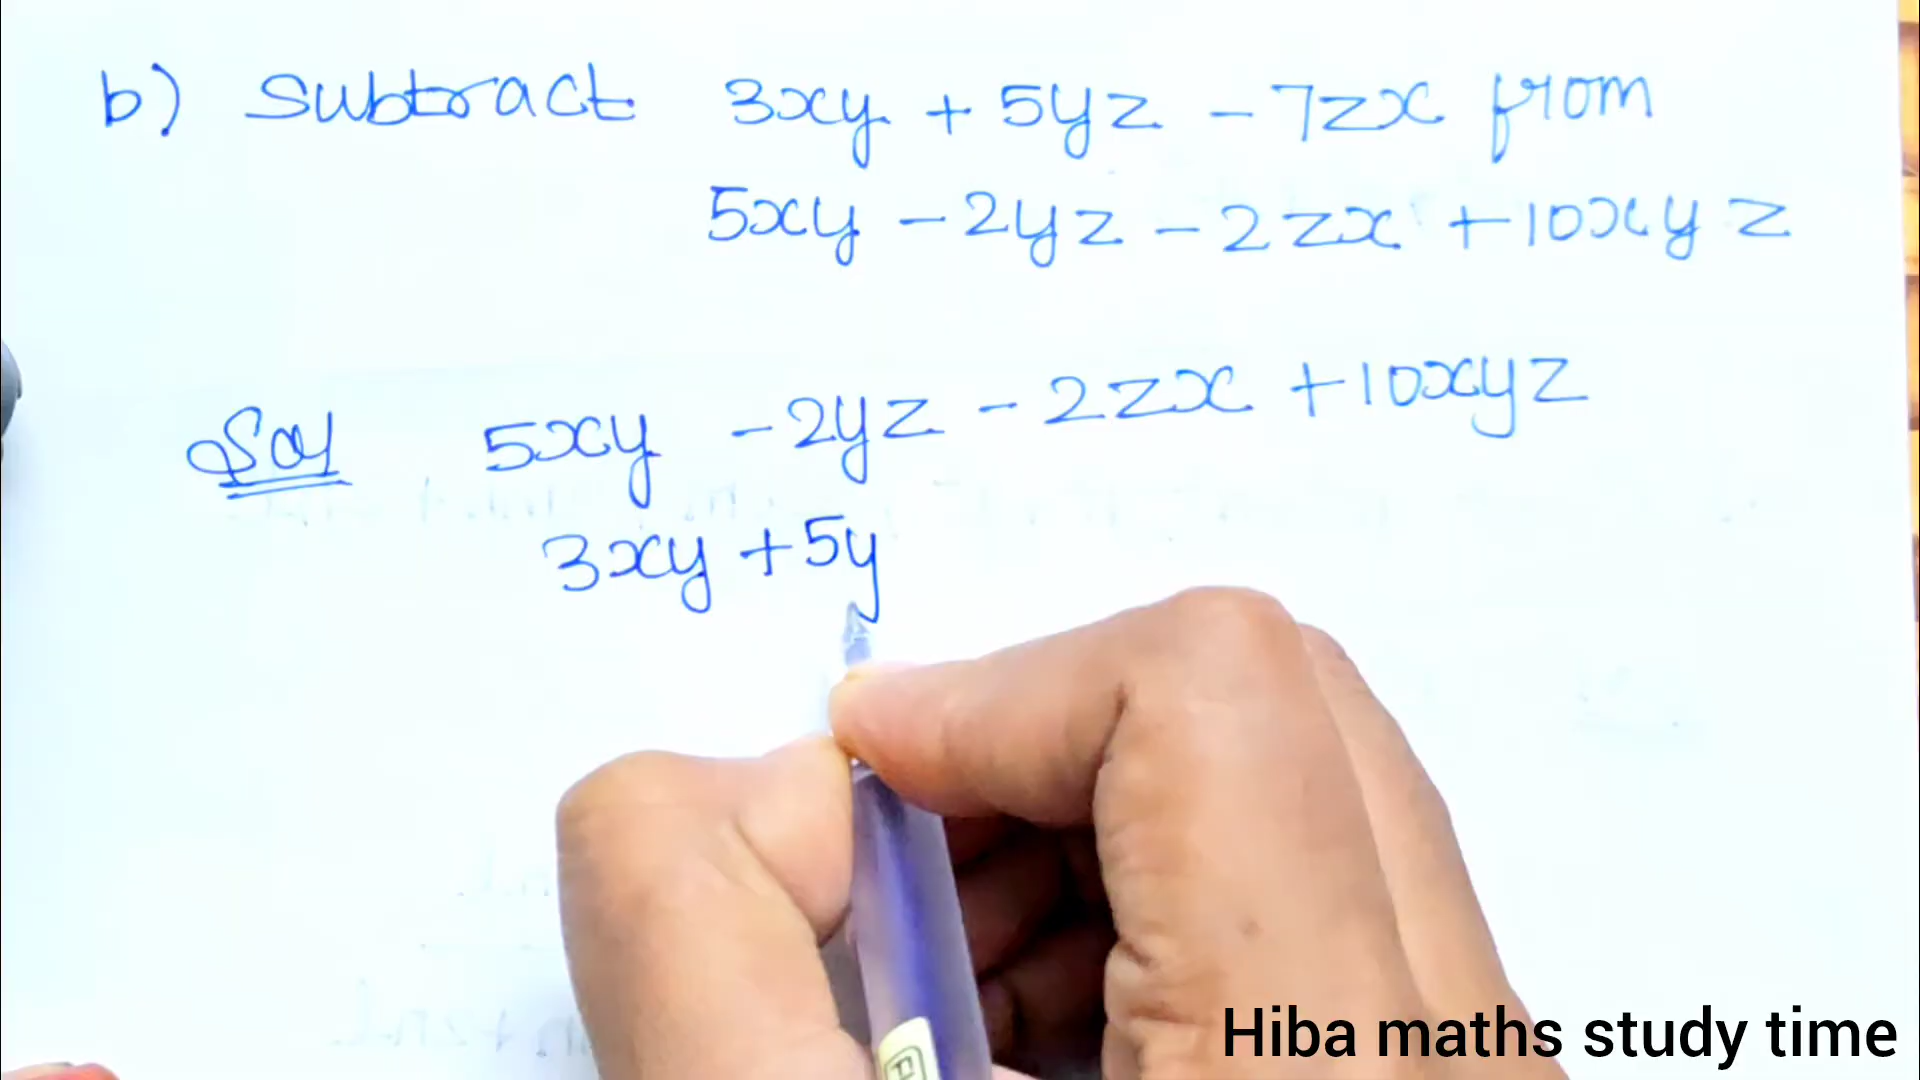 b) Subtract 3xy + 5yz - 7zx from
5xy - 2yz - 2zx + 10xyz
Sol 5xy - 2yz - 2zx + 10xyz
3xy + 5y
Hiba maths study time